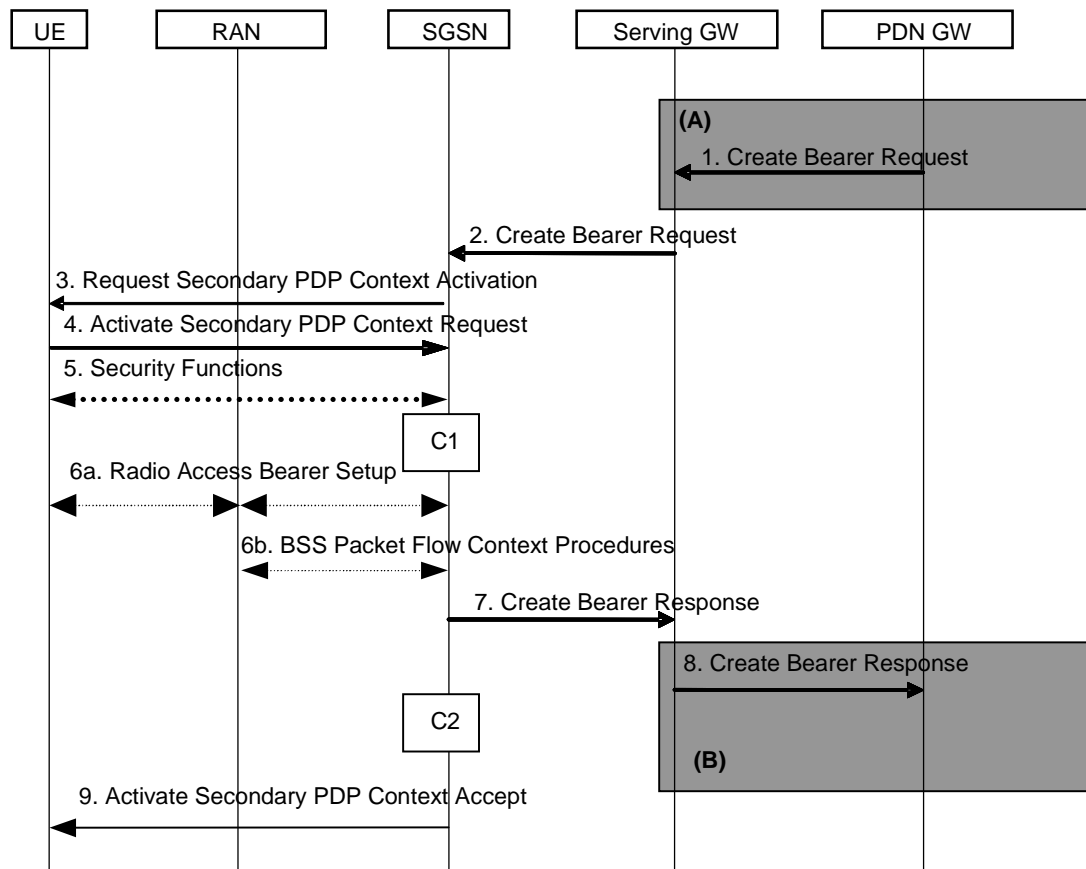 UE
RAN
SGSN
Serving GW
PDN GW
(A)
1. Create Bearer Request
2. Create Bearer Request
3. Request Secondary PDP Context Activation
4. Activate Secondary PDP Context Request
5. Security Functions
C1
6a. Radio Access Bearer Setup
6b. BSS Packet Flow Context Procedures
7. Create Bearer Response
8. Create Bearer Response
C2
(B)
9. Activate Secondary PDP Context Accept